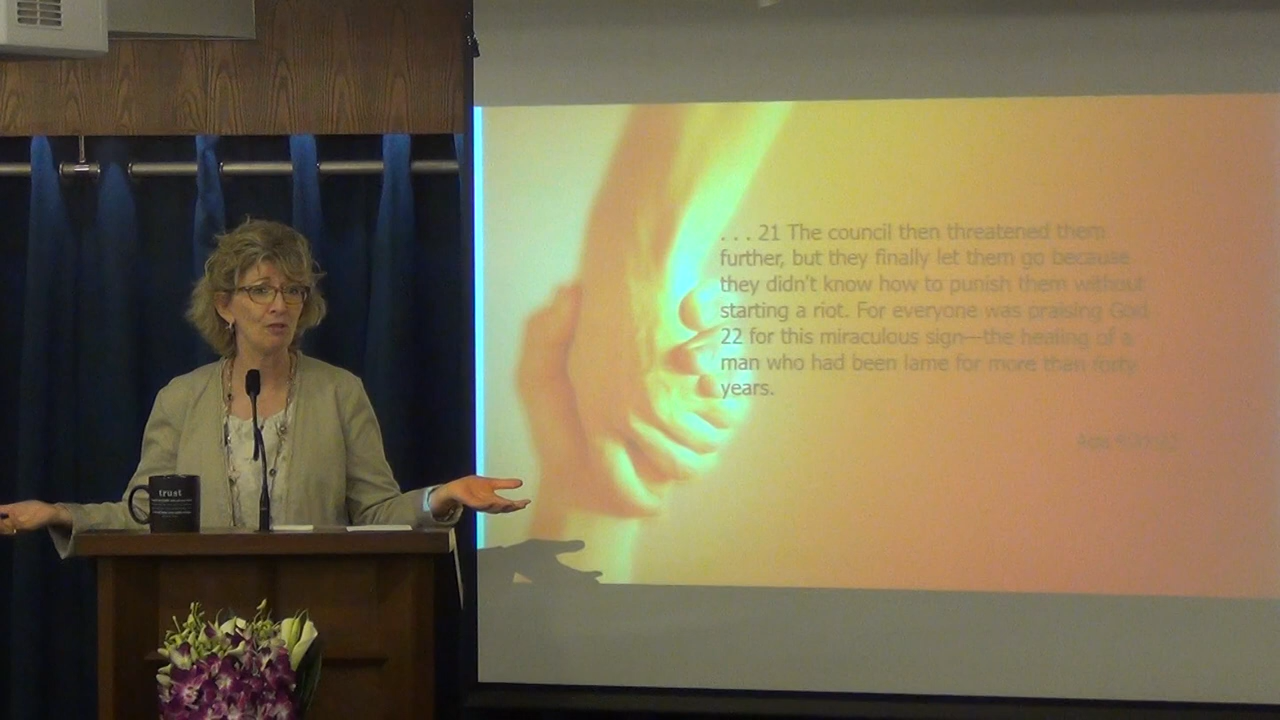 . . . 21 The council then threatened them
further, but they finally let them go because
they didn't know how to punish them without
starting a riot. For everyone was praising God
22 for this miraculous sign—the healing of a
man who had been lame for more than forty
years.
trust